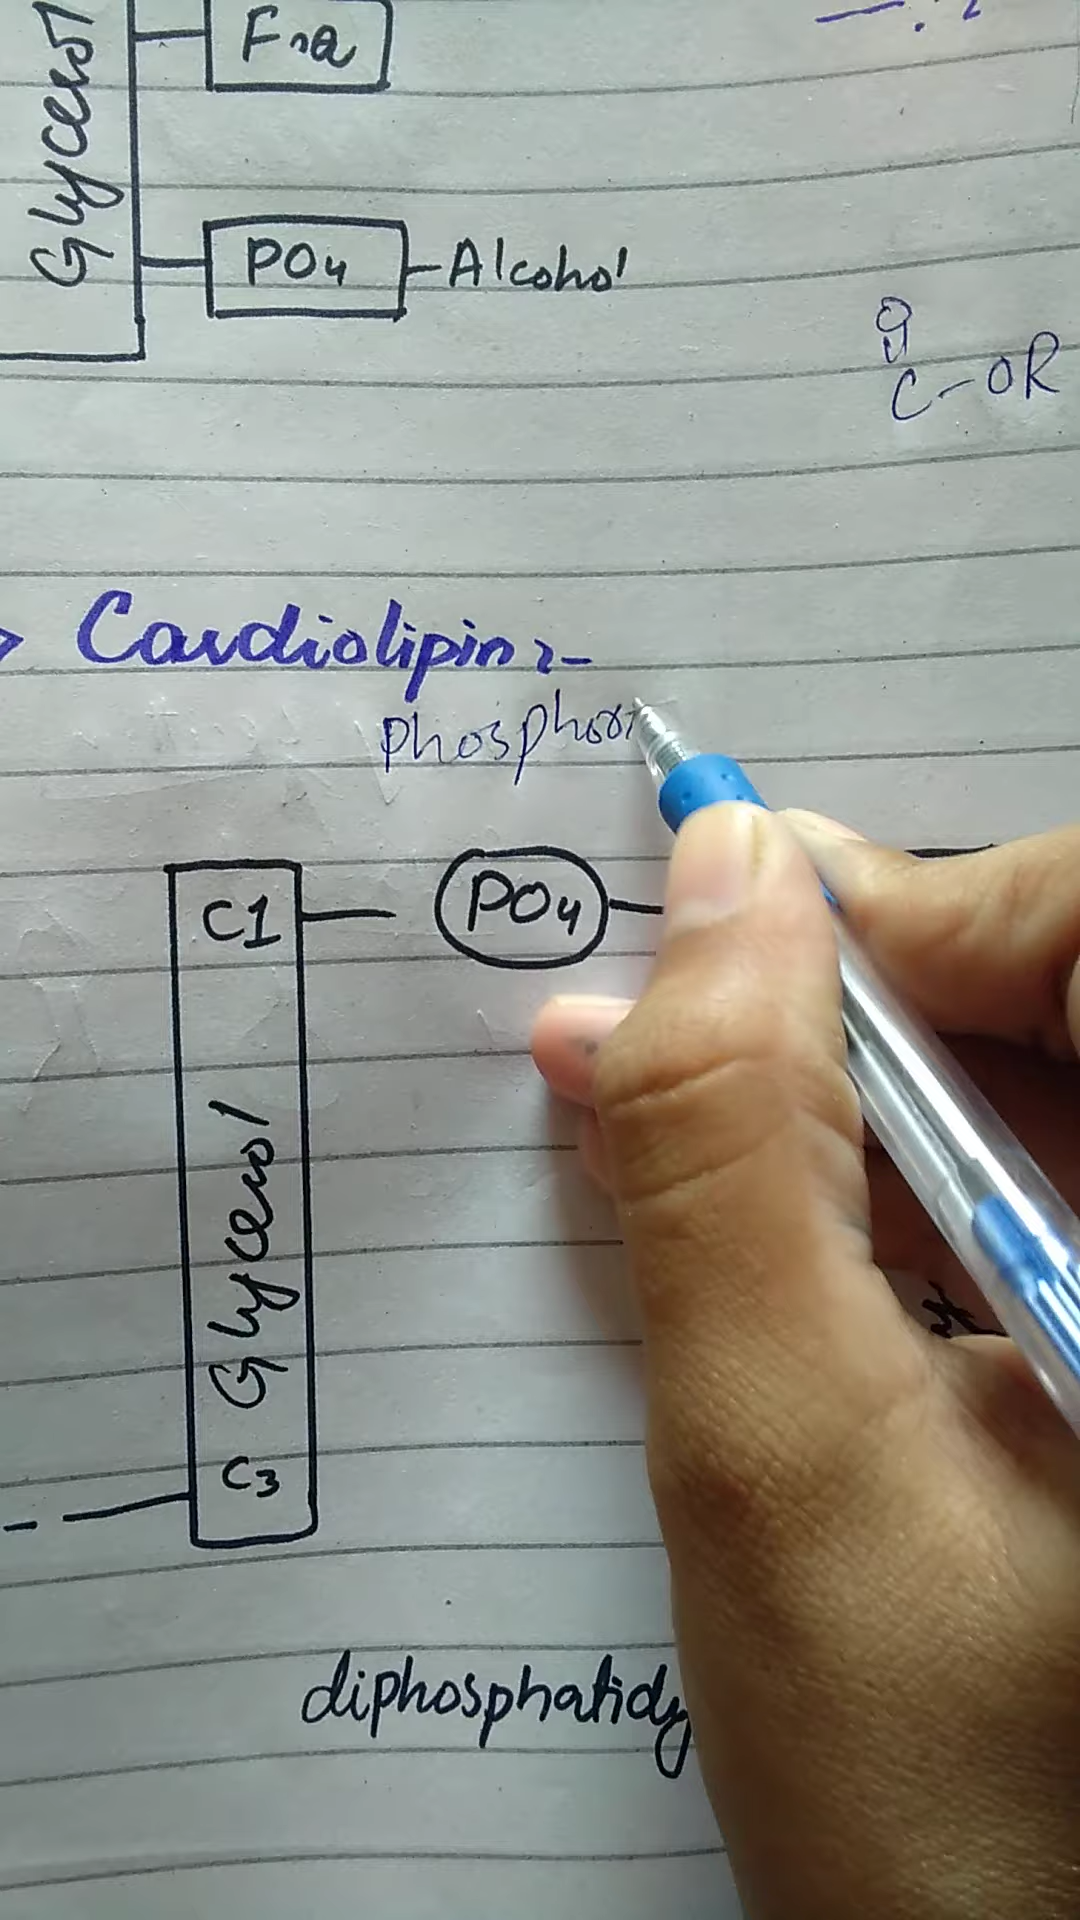 Glycerol
F.a
PO4 - Alcohol
O
C-OR
Cardiolipin :-
Phosphor
C1
PO4
Glycerol
C3
diphosphatidy